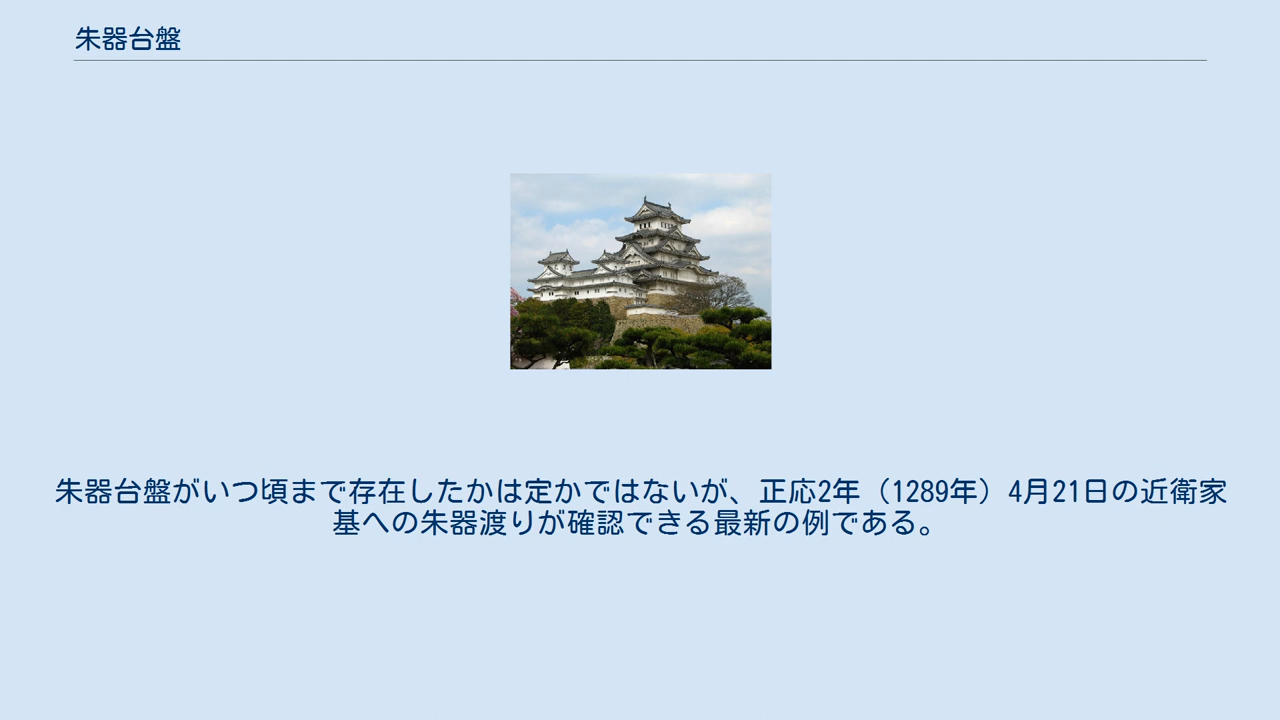 朱器台盤
朱器台盤がいつ頃まで存在したかは定かではないが、正応2年（1289年）4月21日の近衛家
基への朱器渡りが確認できる最新の例である。